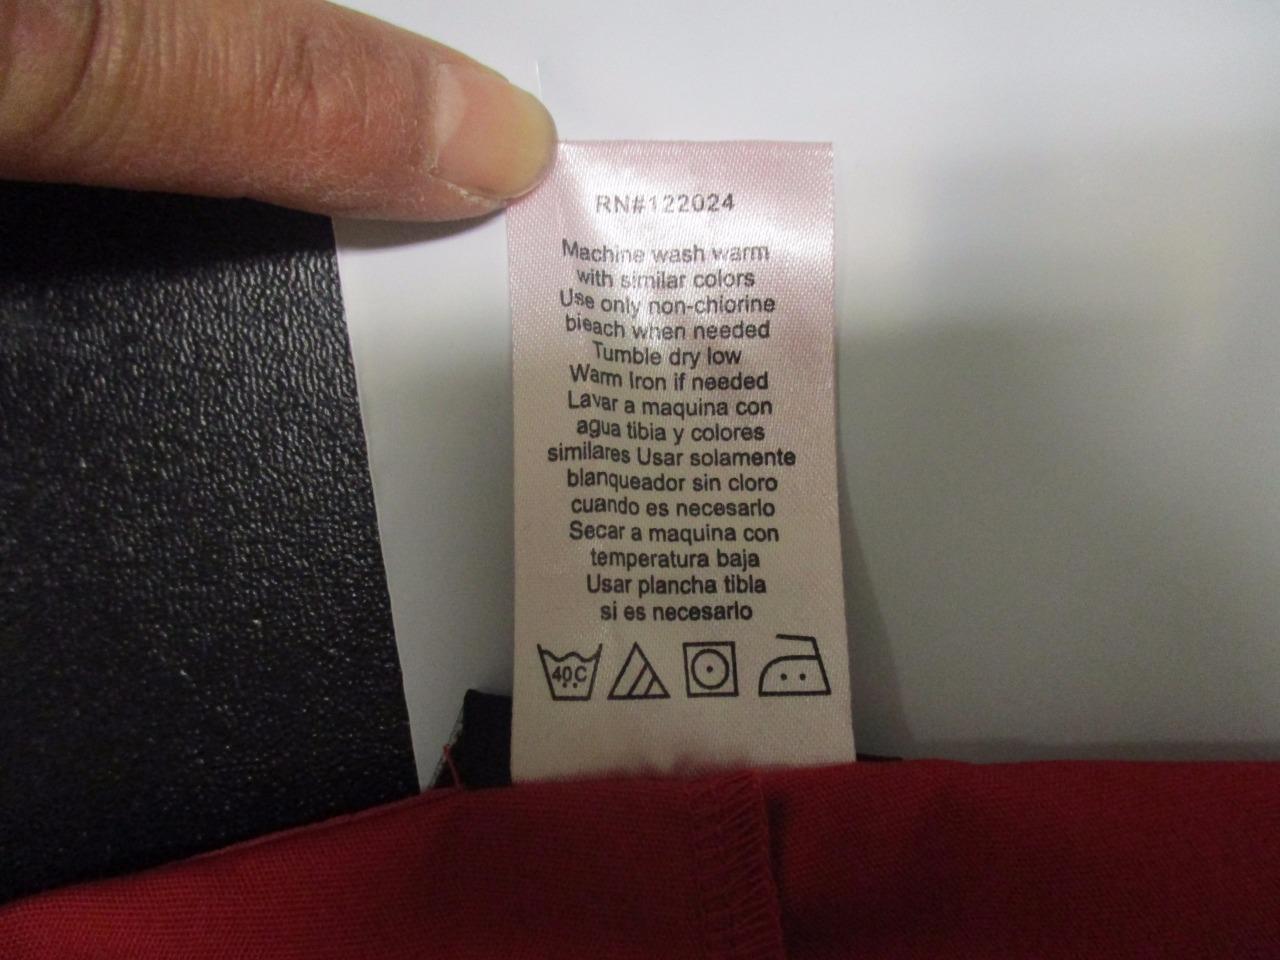 RN#122024
Machine wash warm
with similar colors
Use only non-chlorine
bleach when needed
Tumble dry low
Warm Iron if needed
Lavar a maquina con
agua tibia y colores
similares Usar solamente
blanqueador sin cloro
cuando es necesarlo
Secar a maquina con
temperatura baja
Usar plancha tibla
si es necesarlo
40C